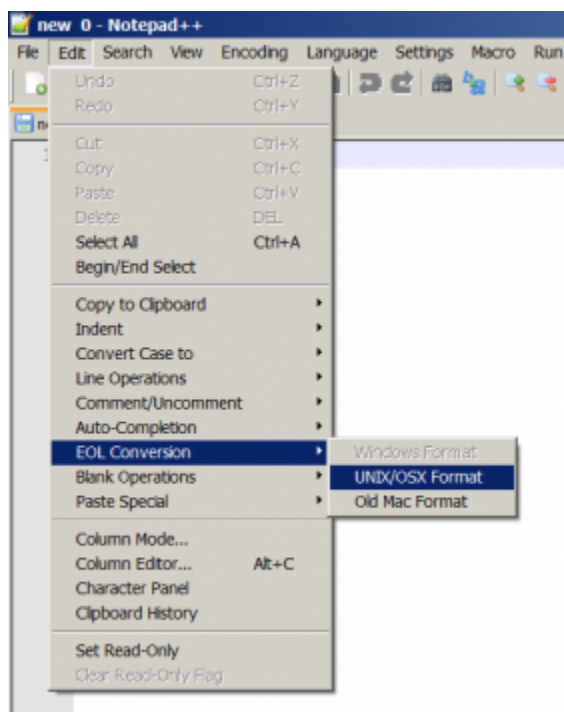 new 0 - Notepad++
File Edit Search View Encoding Language Settings Macro Run
Undo Ctrl+Z
Redo Ctrl+Y
Cut Ctrl+X
Copy Ctrl+C
Paste Ctrl+V
Delete DEL
Select All Ctrl+A
Begin/End Select
Copy to Clipboard
Indent
Convert Case to
Line Operations
Comment/Uncomment
Auto-Completion
EOL Conversion Windows Format
Blank Operations UNIX/OSX Format
Paste Special Old Mac Format
Column Mode...
Column Editor... Alt+C
Character Panel
Clipboard History
Set Read-Only
Clear Read-Only Flag